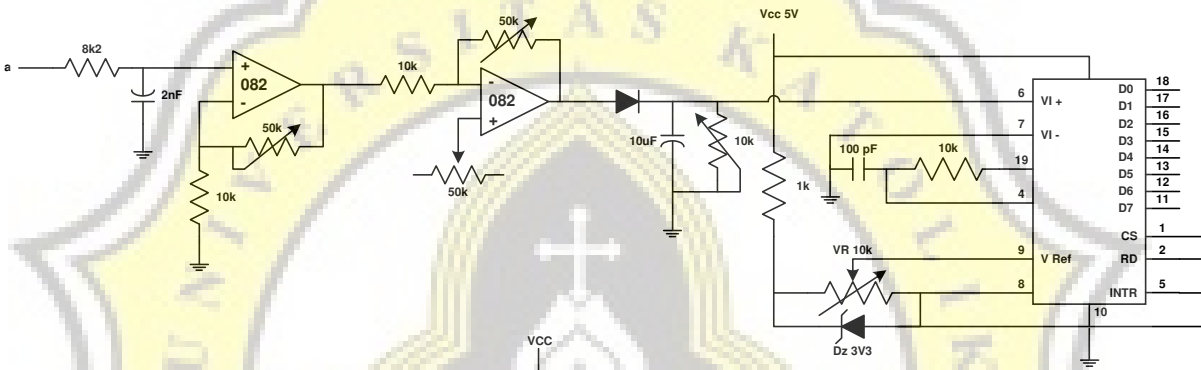 a
8k2
2nF
+
082
-
50k
10k
10k
50k
-
082
+
50k
10uF
10k
Vcc 5V
1k
VR 10k
Dz 3V3
100 pF
10k
6 VI +
7 VI -
19
4
9 V Ref
8
10
D0 18
D1 17
D2 16
D3 15
D4 14
D5 13
D6 12
D7 11
CS 1
RD 2
INTR 5
VCC
UNIVERSITAS KATOLIK